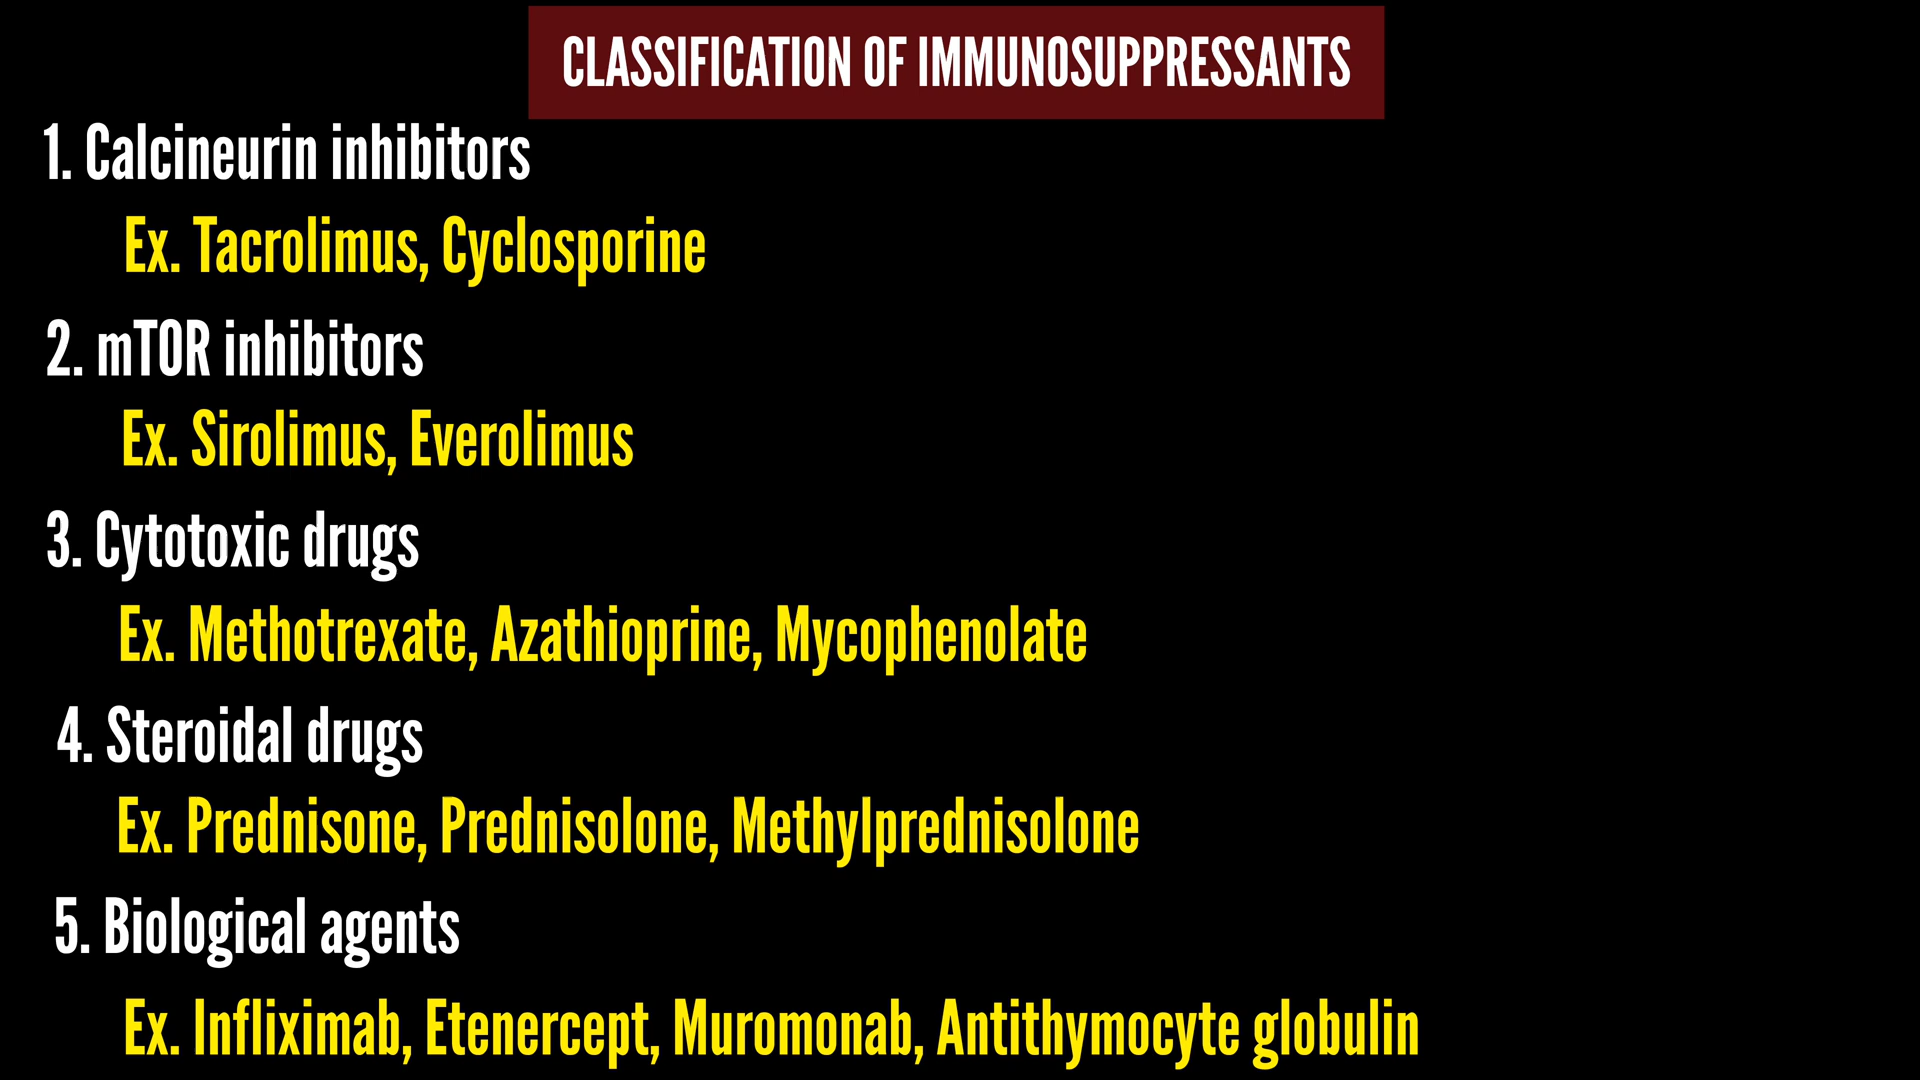 CLASSIFICATION OF IMMUNOSUPPRESSANTS
1. Calcineurin inhibitors
Ex. Tacrolimus, Cyclosporine
2. mTOR inhibitors
Ex. Sirolimus, Everolimus
3. Cytotoxic drugs
Ex. Methotrexate, Azathioprine, Mycophenolate
4. Steroidal drugs
Ex. Prednisone, Prednisolone, Methylprednisolone
5. Biological agents
Ex. Infliximab, Etenercept, Muromonab, Antithymocyte globulin